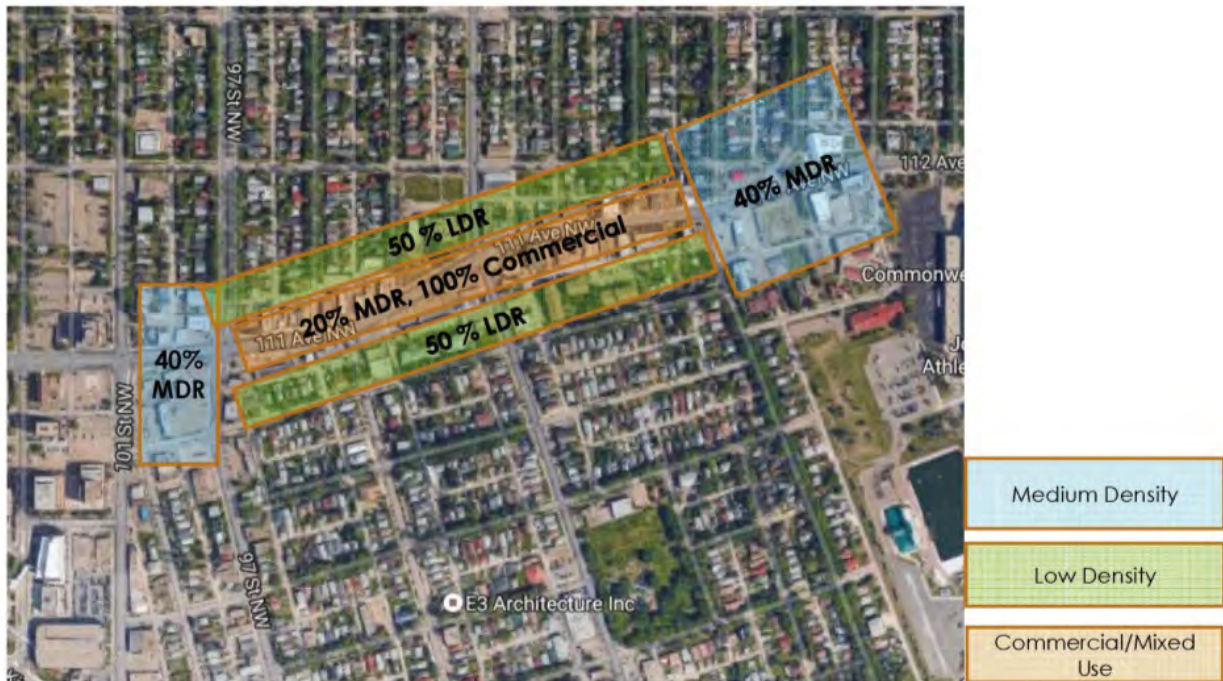 97 St NW
112 Ave
40% MDR
50 % LDR
111 Ave NW
20% MDR, 100% Commercial
Commonwe
50 % LDR
111 Ave NW
40%
MDR
Athle
101 St NW
Medium Density
97 St NW
Low Density
E3 Architecture Inc
Commercial/Mixed
Use